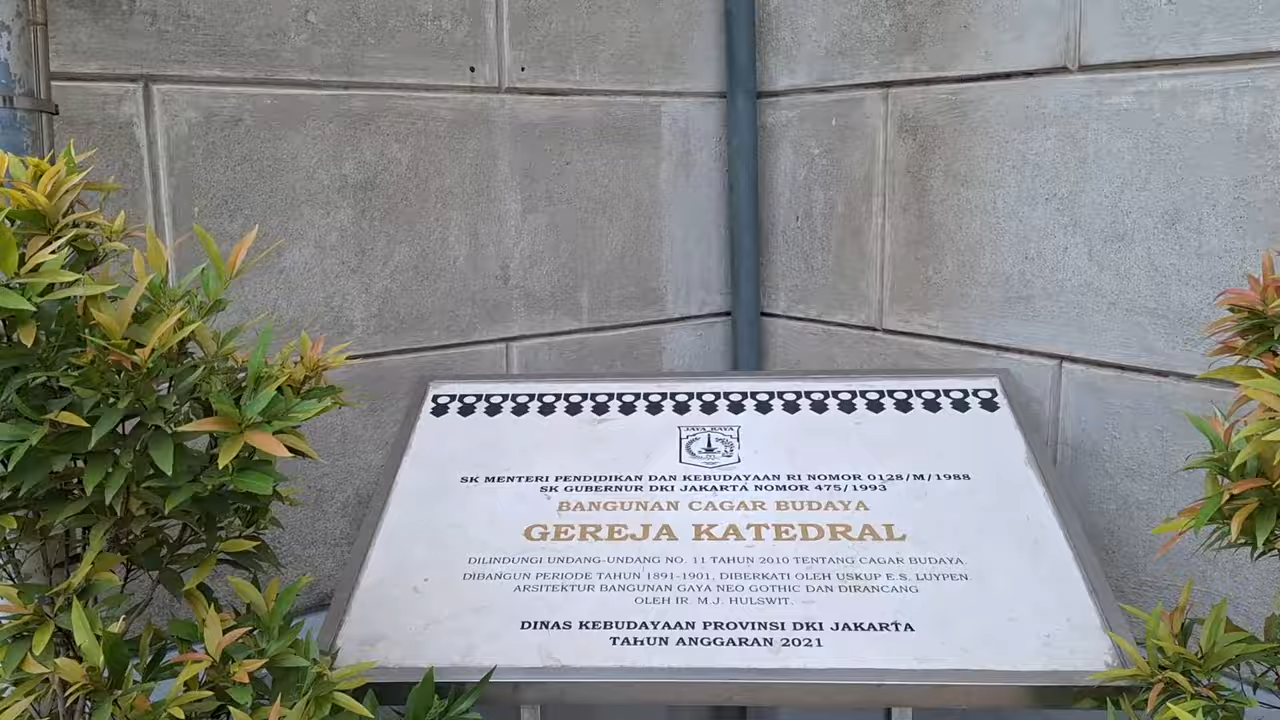 JAYA RAYA
SK MENTERI PENDIDIKAN DAN KEBUDAYAAN RI NOMOR 0128/M/1988
SK GUBERNUR DKI JAKARTA NOMOR 475/1993
BANGUNAN CAGAR BUDAYA
GEREJA KATEDRAL
DILINDUNGI UNDANG-UNDANG NO. 11 TAHUN 2010 TENTANG CAGAR BUDAYA.
DIBANGUN PERIODE TAHUN 1891-1901, DIBERKATI OLEH USKUP E.S. LUYPEN.
ARSITEKTUR BANGUNAN GAYA NEO GOTHIC DAN DIRANCANG
OLEH IR. M.J. HULSWIT.
DINAS KEBUDAYAAN PROVINSI DKI JAKARTA
TAHUN ANGGARAN 2021